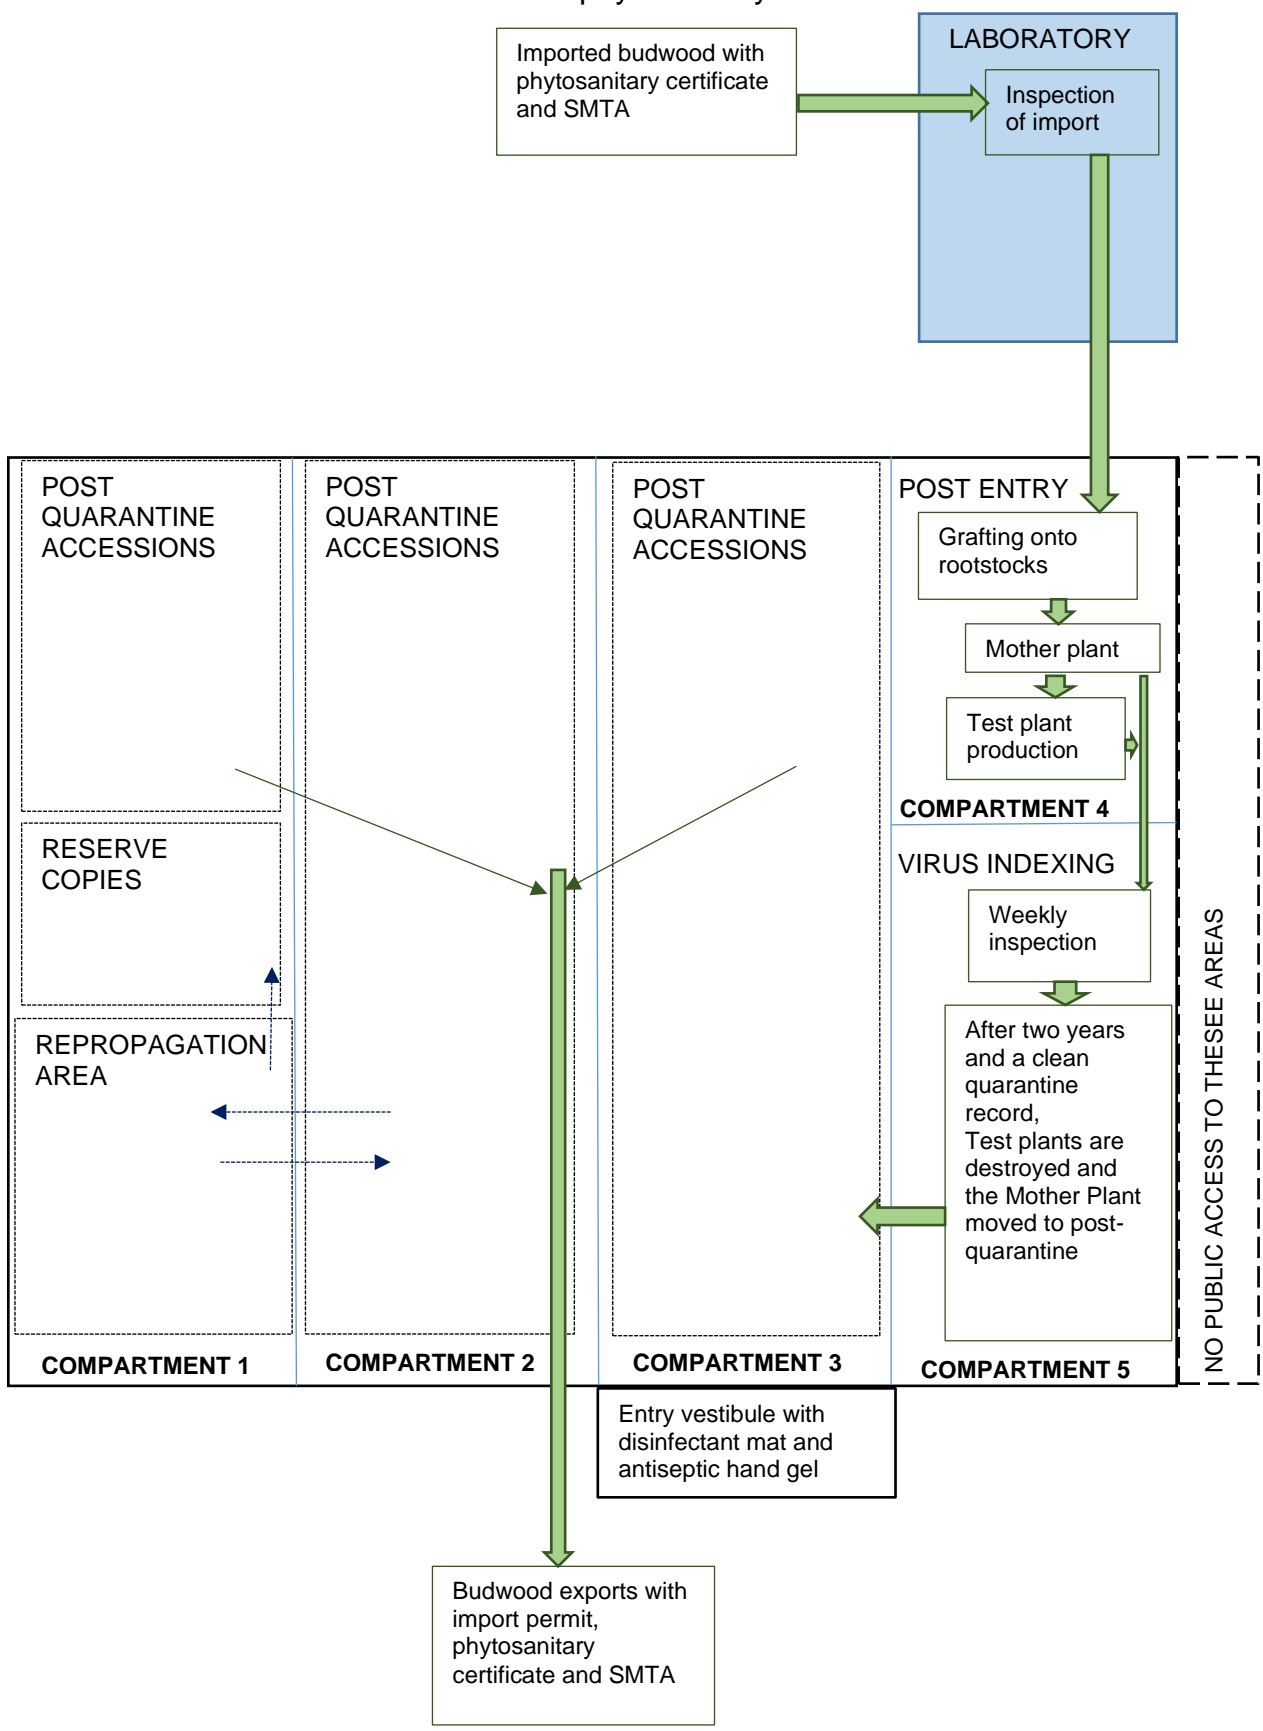 Imported budwood with
phytosanitary certificate
and SMTA
LABORATORY
Inspection
of import
POST
QUARANTINE
ACCESSIONS
RESERVE
COPIES
REPROPAGATION
AREA
COMPARTMENT 1
POST
QUARANTINE
ACCESSIONS
COMPARTMENT 2
POST
QUARANTINE
ACCESSIONS
COMPARTMENT 3
POST ENTRY
Grafting onto
rootstocks
Mother plant
Test plant
production
COMPARTMENT 4
VIRUS INDEXING
Weekly
inspection
After two years
and a clean
quarantine
record,
Test plants are
destroyed and
the Mother Plant
moved to post-
quarantine
COMPARTMENT 5
NO PUBLIC ACCESS TO THESEE AREAS
Entry vestibule with
disinfectant mat and
antiseptic hand gel
Budwood exports with
import permit,
phytosanitary
certificate and SMTA